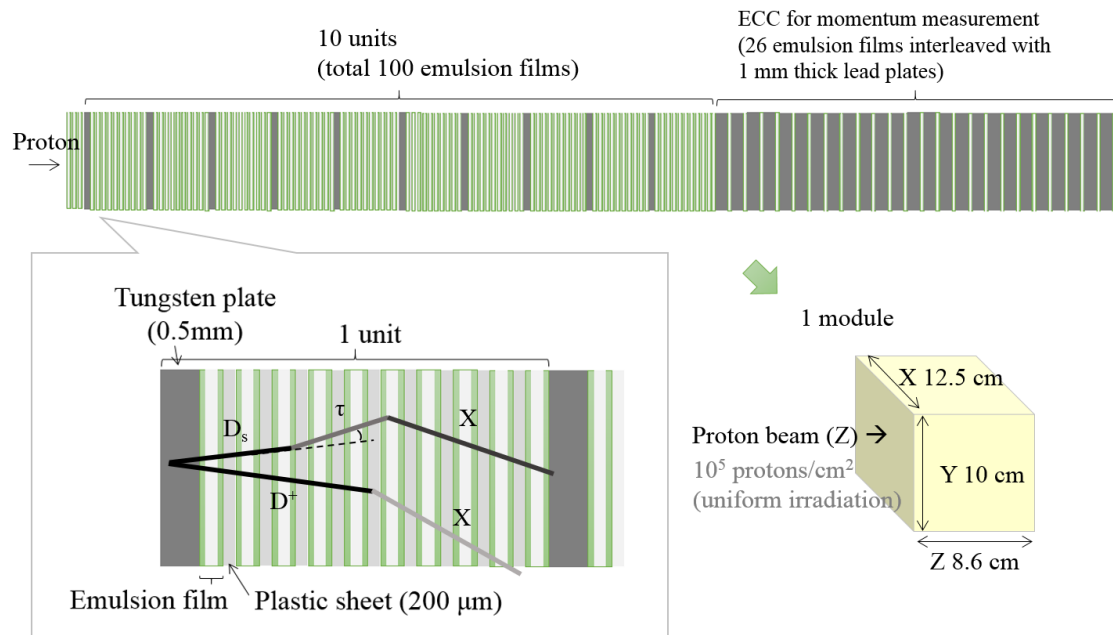 10 units
(total 100 emulsion films)
ECC for momentum measurement
(26 emulsion films interleaved with
1 mm thick lead plates)
Proton
Tungsten plate
(0.5mm)
1 unit
Dₛ
τ
X
D⁺
X
Emulsion film
Plastic sheet (200 μm)
1 module
X 12.5 cm
Proton beam (Z) →
10⁵ protons/cm²
(uniform irradiation)
Y 10 cm
Z 8.6 cm